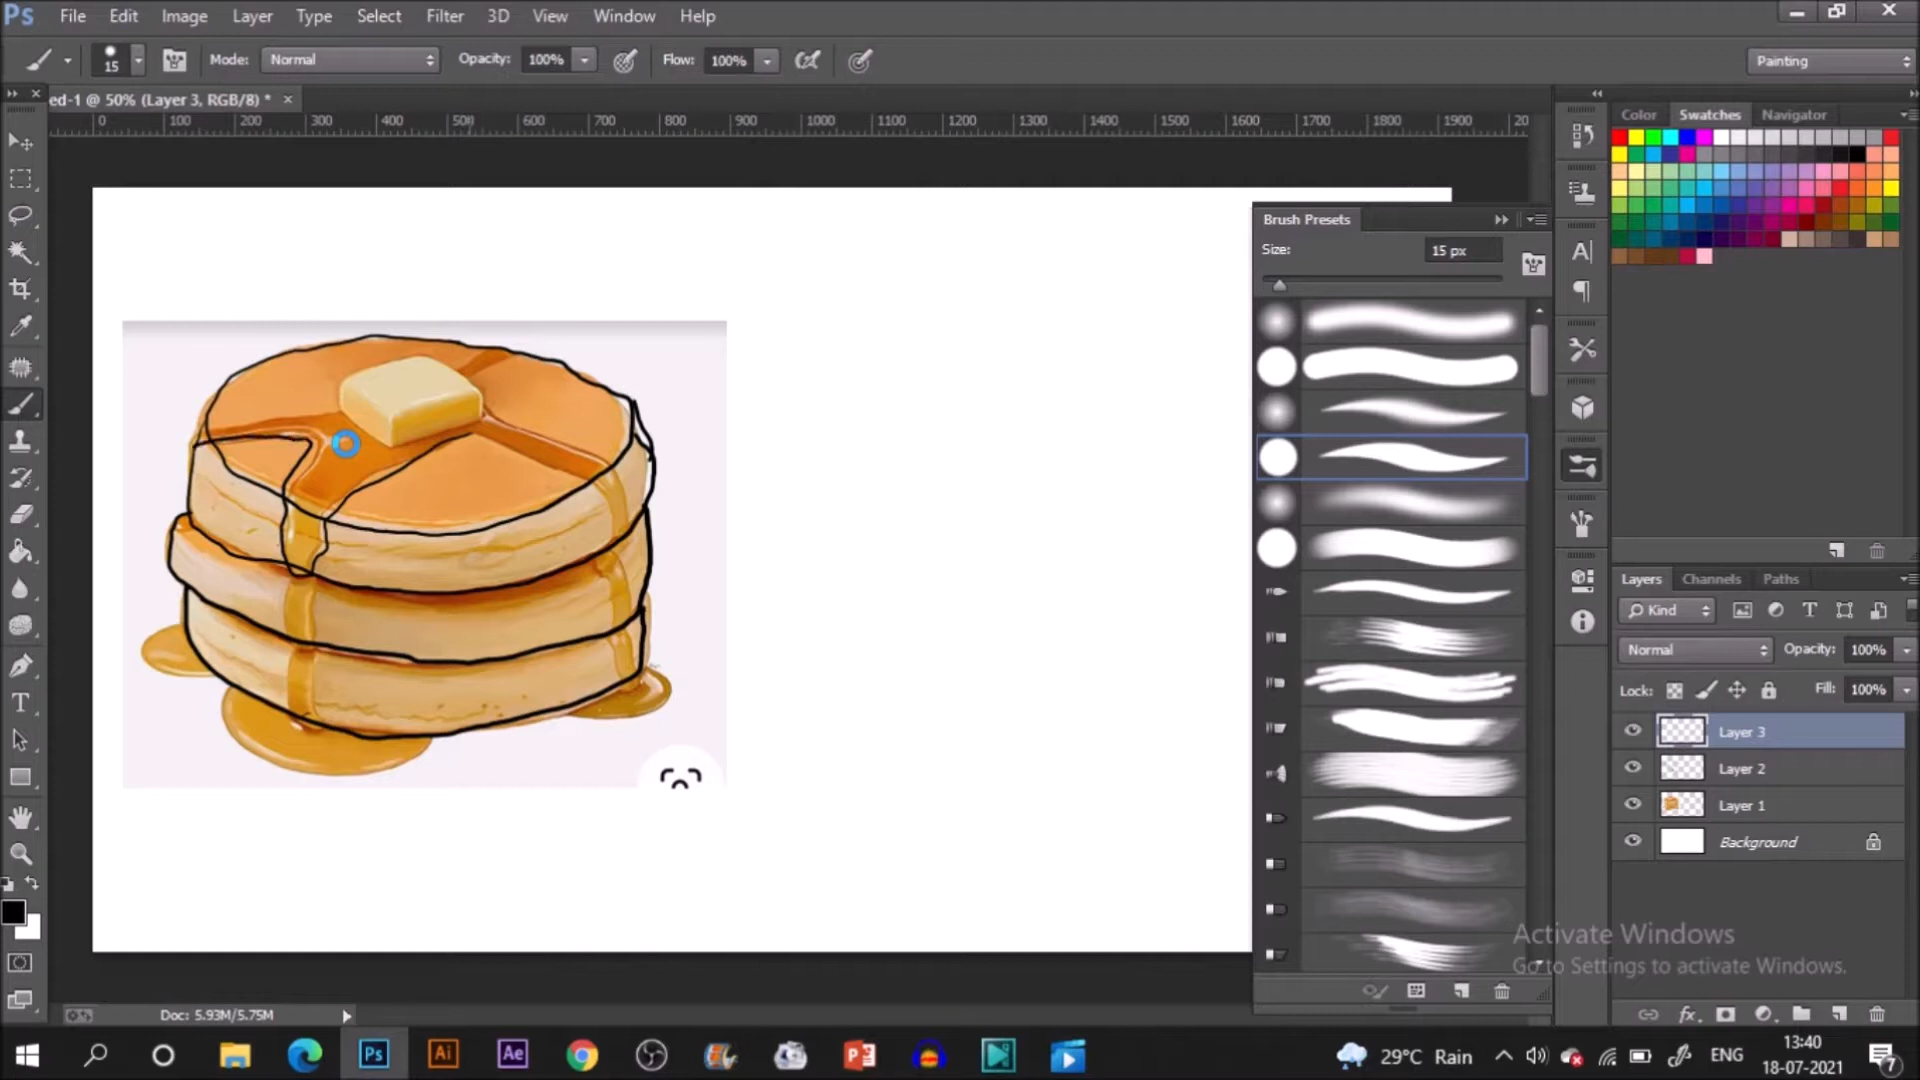 Ps File Edit Image Layer Type Select Filter 3D View Window Help
15 Mode: Normal Opacity: 100% Flow: 100% Painting
ed-1 @ 50% (Layer 3, RGB/8) * ×
0 100 200 300 400 500 600 700 800 900 1000 1100 1200 1300 1400 1500 1600 1700 1800 1900 20
Color Swatches Navigator
Brush Presets
Size: 15 px
Layers Channels Paths
Kind
Normal Opacity: 100%
Lock: Fill: 100%
Layer 3
Layer 2
Layer 1
Background
Activate Windows
Go to Settings to activate Windows.
Doc: 5.93M/5.75M
Ps Ai Ae 29°C Rain ENG 13:40
18-07-2021 7